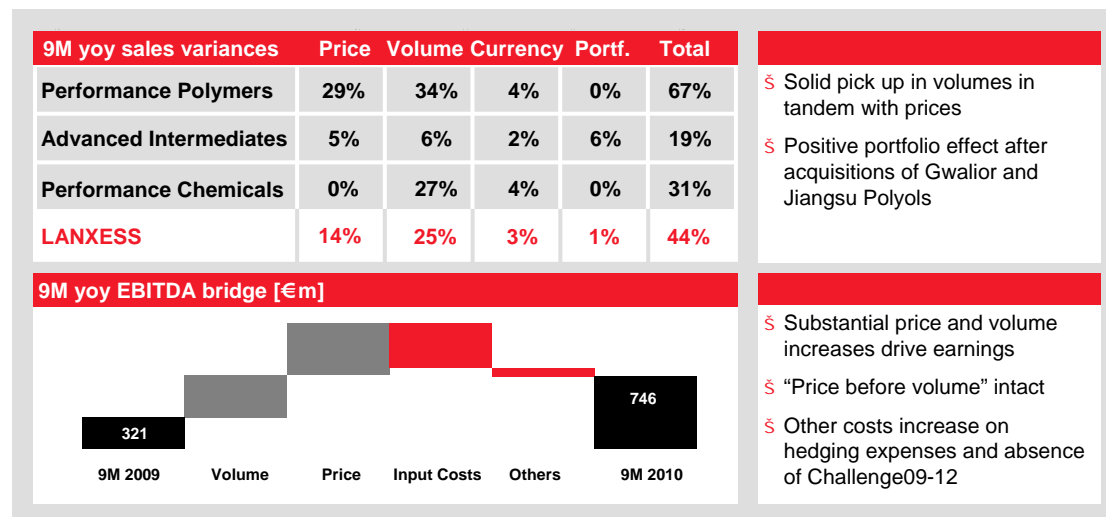 9M yoy sales variances Price Volume Currency Portf. Total
Performance Polymers 29% 34% 4% 0% 67%
Advanced Intermediates 5% 6% 2% 6% 19%
Performance Chemicals 0% 27% 4% 0% 31%
LANXESS 14% 25% 3% 1% 44%
Š Solid pick up in volumes in
tandem with prices
Š Positive portfolio effect after
acquisitions of Gwalior and
Jiangsu Polyols
9M yoy EBITDA bridge [€m]
321
746
9M 2009 Volume Price Input Costs Others 9M 2010
Š Substantial price and volume
increases drive earnings
Š “Price before volume” intact
Š Other costs increase on
hedging expenses and absence
of Challenge09-12